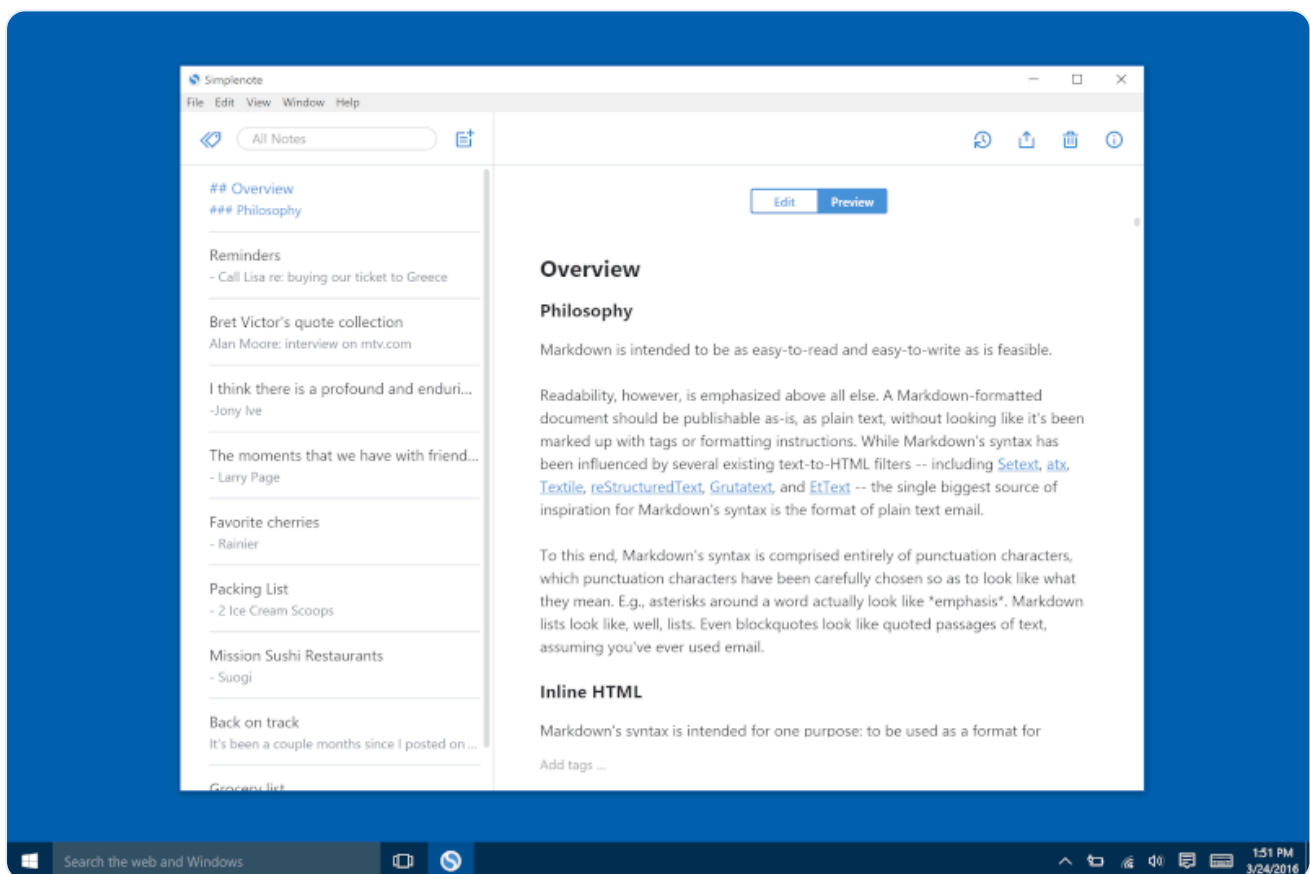 Simplenote
File Edit View Window Help
All Notes
## Overview
### Philosophy
Reminders
- Call Lisa re: buying our ticket to Greece
Bret Victor's quote collection
Alan Moore: interview on mtv.com
I think there is a profound and enduri...
-Jony Ive
The moments that we have with friend...
- Larry Page
Favorite cherries
- Rainier
Packing List
- 2 Ice Cream Scoops
Mission Sushi Restaurants
- Suogi
Back on track
It's been a couple months since I posted on ...
Grocery list
Edit Preview
Overview
Philosophy
Markdown is intended to be as easy-to-read and easy-to-write as is feasible.
Readability, however, is emphasized above all else. A Markdown-formatted
document should be publishable as-is, as plain text, without looking like it's been
marked up with tags or formatting instructions. While Markdown's syntax has
been influenced by several existing text-to-HTML filters -- including Setext, atx,
Textile, reStructuredText, Grutatext, and EtText -- the single biggest source of
inspiration for Markdown's syntax is the format of plain text email.
To this end, Markdown's syntax is comprised entirely of punctuation characters,
which punctuation characters have been carefully chosen so as to look like what
they mean. E.g., asterisks around a word actually look like *emphasis*. Markdown
lists look like, well, lists. Even blockquotes look like quoted passages of text,
assuming you've ever used email.
Inline HTML
Markdown's syntax is intended for one purpose: to be used as a format for
Add tags ...
Search the web and Windows
1:51 PM
3/24/2016